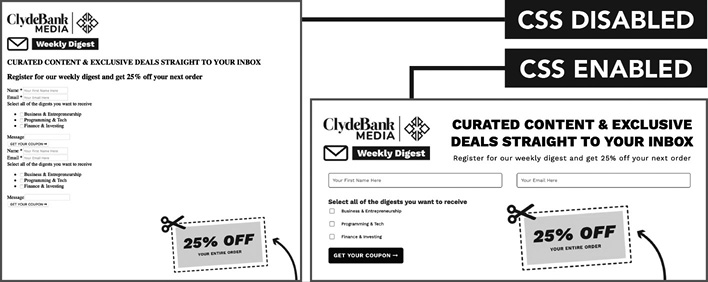 ClydeBank
MEDIA
Weekly Digest
CURATED CONTENT & EXCLUSIVE DEALS STRAIGHT TO YOUR INBOX
Register for our weekly digest and get 25% off your next order
Name * Your First Name Here
Email * Your Email Here
Select all of the digests you want to receive
Business & Entrepreneurship
Programming & Tech
Finance & Investing
Message
GET YOUR COUPON →
Name * Your First Name Here
Email * Your Email Here
Select all of the digests you want to receive
Business & Entrepreneurship
Programming & Tech
Finance & Investing
Message
GET YOUR COUPON →
25% OFF
YOUR ENTIRE ORDER
CSS DISABLED
CSS ENABLED
ClydeBank
MEDIA
Weekly Digest
CURATED CONTENT & EXCLUSIVE
DEALS STRAIGHT TO YOUR INBOX
Register for our weekly digest and get 25% off your next order
Your First Name Here
Your Email Here
Select all of the digests you want to receive
Business & Entrepreneurship
Programming & Tech
Finance & Investing
GET YOUR COUPON →
25% OFF
YOUR ENTIRE ORDER